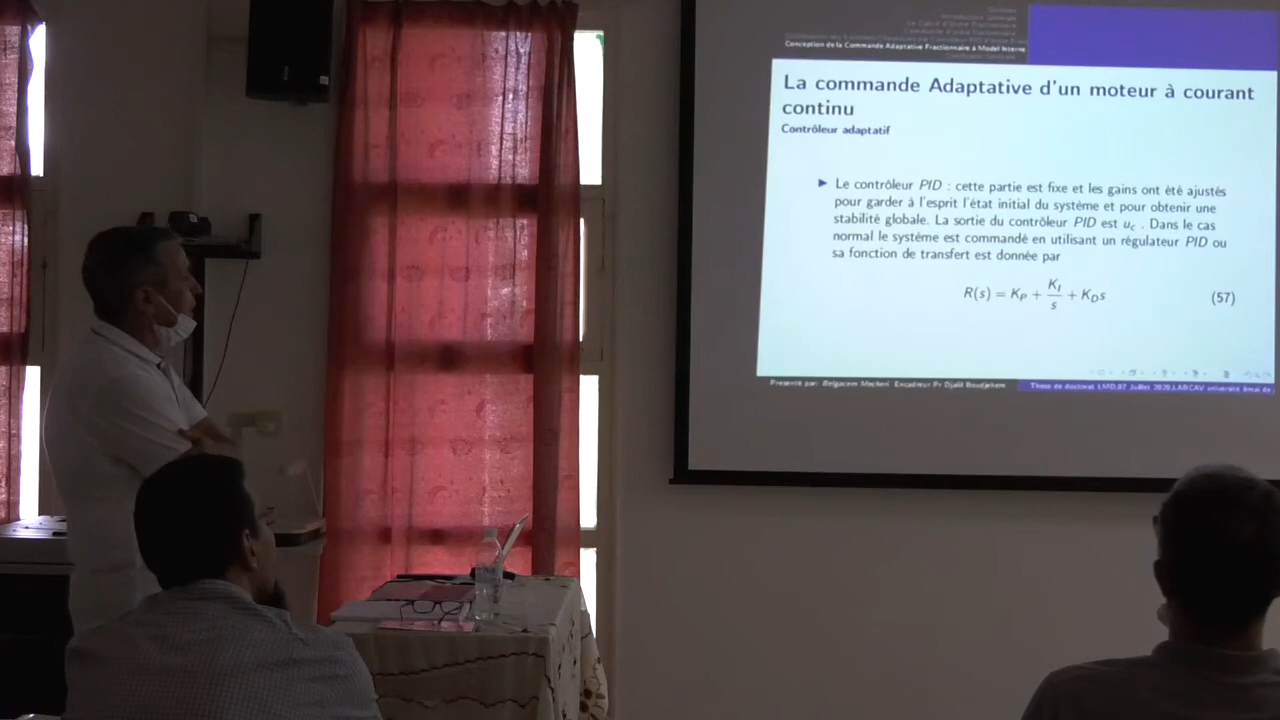 Conception de la Commande Adaptative Fractionnaire à Model Interne
La commande Adaptative d'un moteur à courant
continu
Contrôleur adaptatif
▶ Le contrôleur PID : cette partie est fixe et les gains ont été ajustés
pour garder à l'esprit l'état initial du système et pour obtenir une
stabilité globale. La sortie du contrôleur PID est u_c . Dans le cas
normal le système est commandé en utilisant un régulateur PID ou
sa fonction de transfert est donnée par
R(s) = K_P + K_I/s + K_D s (57)
Presenté par: Belgacem Mecheri Encadreur Pr Djalil Boudjehem
Thèse de doctorat LMD,07 Juillet 2020,LABCAV université